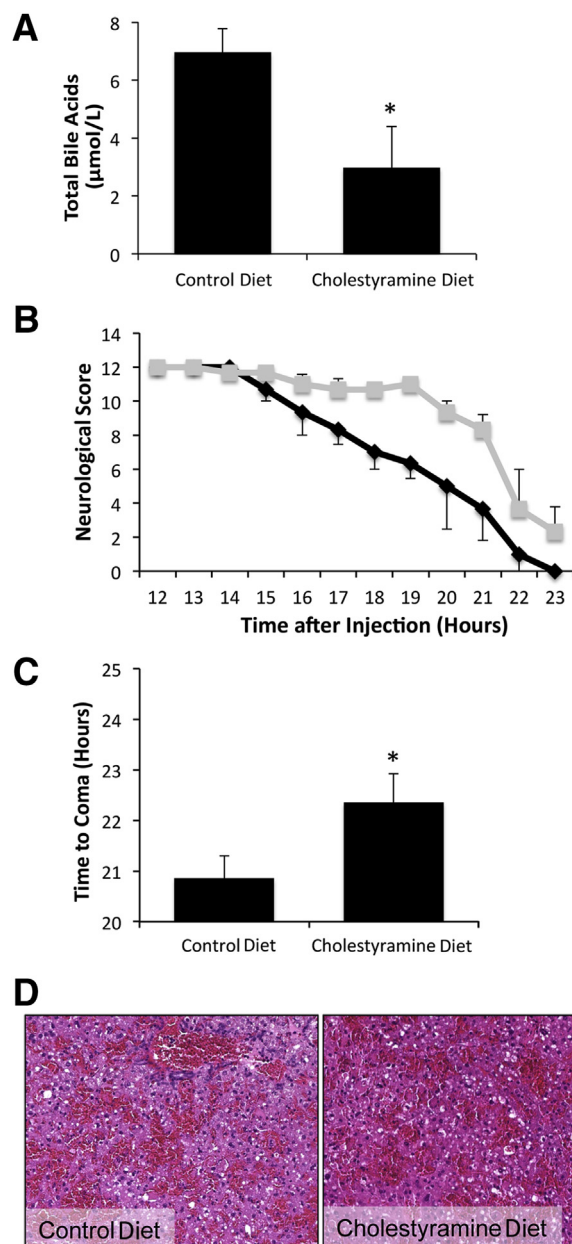 A
8
6
4
2
0
Total Bile Acids
(μmol/L)
*
Control Diet
Cholestyramine Diet
B
14
12
10
8
6
4
2
0
Neurological Score
12 13 14 15 16 17 18 19 20 21 22 23
Time after Injection (Hours)
C
25
24
23
22
21
20
Time to Coma (Hours)
*
Control Diet
Cholestyramine Diet
D
Control Diet
Cholestyramine Diet